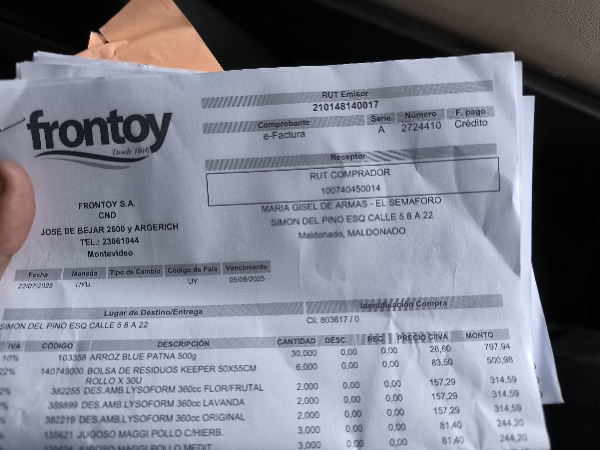 frontoy
Desde 1946
RUT Emisor
210148140017
Comprobante Serie Número F. pago
e-Factura A 2724410 Crédito
Receptor
RUT COMPRADOR
100740450014
MARIA GISEL DE ARMAS - EL SEMAFORO
SIMON DEL PINO ESQ CALLE 5 8 A 22
Maldonado, MALDONADO
FRONTOY S.A.
CND
JOSE DE BEJAR 2600 y ARGERICH
TEL.: 23061044
Montevideo
Fecha Moneda Tipo de Cambio Código de País Vencimiento
22/07/2025 UYU UY 05/09/2025
Lugar de Destino/Entrega
Identificación Compra
SIMON DEL PINO ESQ CALLE 5 8 A 22
Cli: 803617 / 0
IVA CÓDIGO DESCRIPCIÓN CANTIDAD DESC. REC. PRECIO C/IVA MONTO
10% 103358 ARROZ BLUE PATNA 500g 30,000 0,00 0,00 26,60 797,94
22% 140749000 BOLSA DE RESIDUOS KEEPER 50X55CM 6,000 0,00 0,00 83,50 500,98
ROLLO X 30U
382255 DES.AMB.LYSOFORM 360cc FLOR/FRUTAL 2,000 0,00 0,00 157,29 314,59
389899 DES.AMB.LYSOFORM 360cc LAVANDA 2,000 0,00 0,00 157,29 314,59
382219 DES.AMB.LYSOFORM 360cc ORIGINAL 2,000 0,00 0,00 157,29 314,59
135621 JUGOSO MAGGI POLLO C/HIERB. 3,000 0,00 0,00 81,40 244,20
JUGOSO MAGGI POLLO MEDIT. 3,000 0,00 0,00 81,40 244,20